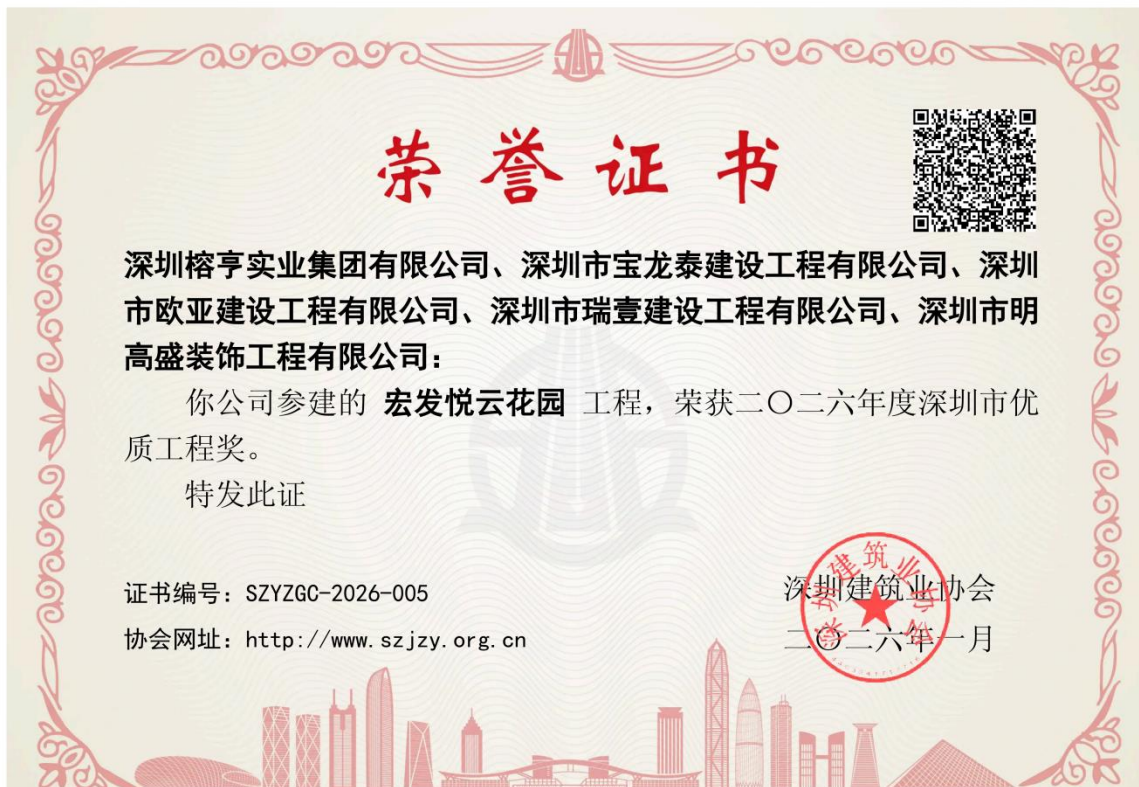 荣誉证书
深圳榕亨实业集团有限公司、深圳市宝龙泰建设工程有限公司、深圳
市欧亚建设工程有限公司、深圳市瑞壹建设工程有限公司、深圳市明
高盛装饰工程有限公司：
你公司参建的 宏发悦云花园 工程，荣获二〇二六年度深圳市优
质工程奖。
特发此证
证书编号：SZYZGC-2026-005
深圳建筑业协会
协会网址：http://www.szjzy.org.cn
二〇二六年一月
深圳建筑业协会